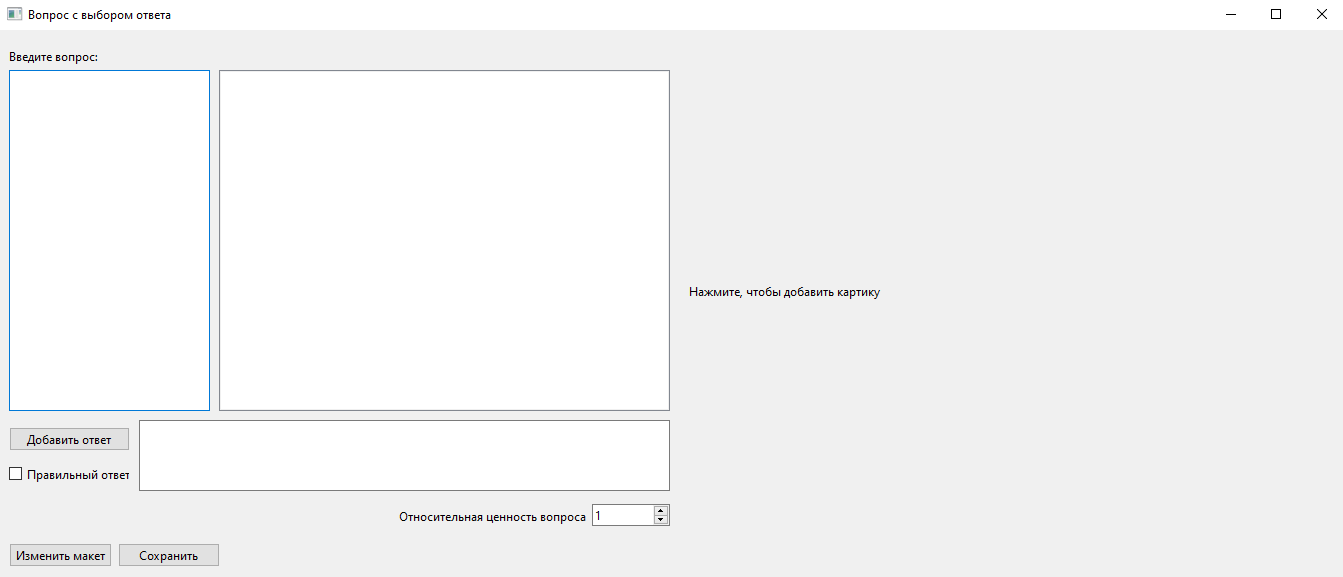 Вопрос с выбором ответа
Введите вопрос:
Нажмите, чтобы добавить картику
Добавить ответ
Правильный ответ
Относительная ценность вопроса 1
Изменить макет Сохранить